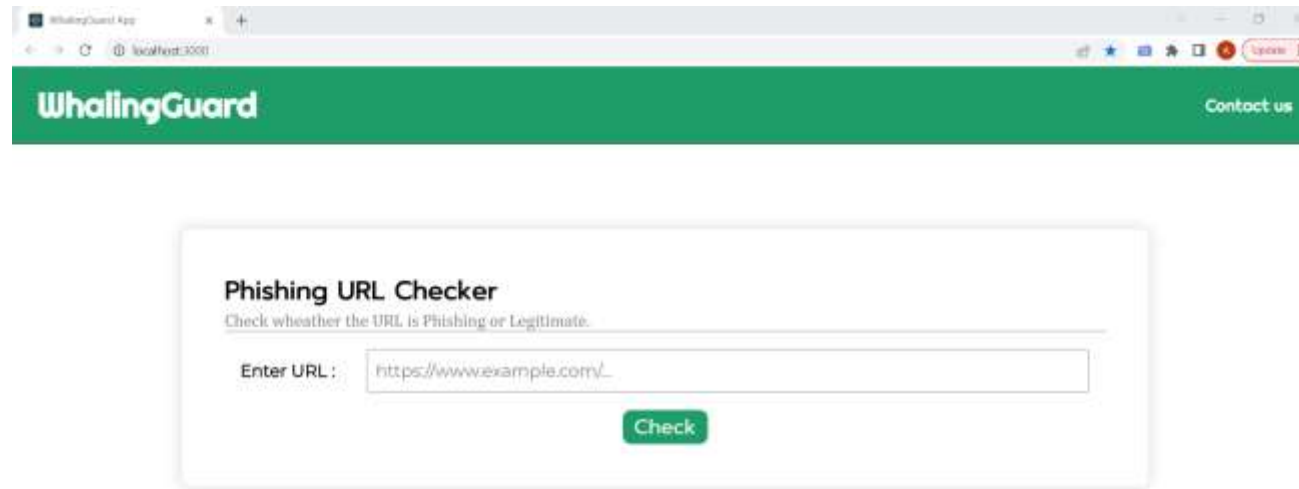 WhalingGuard App
localhost:3000
Update
WhalingGuard
Contact us
Phishing URL Checker
Check wheather the URL is Phishing or Legitimate.
Enter URL :
https://www.example.com/...
Check